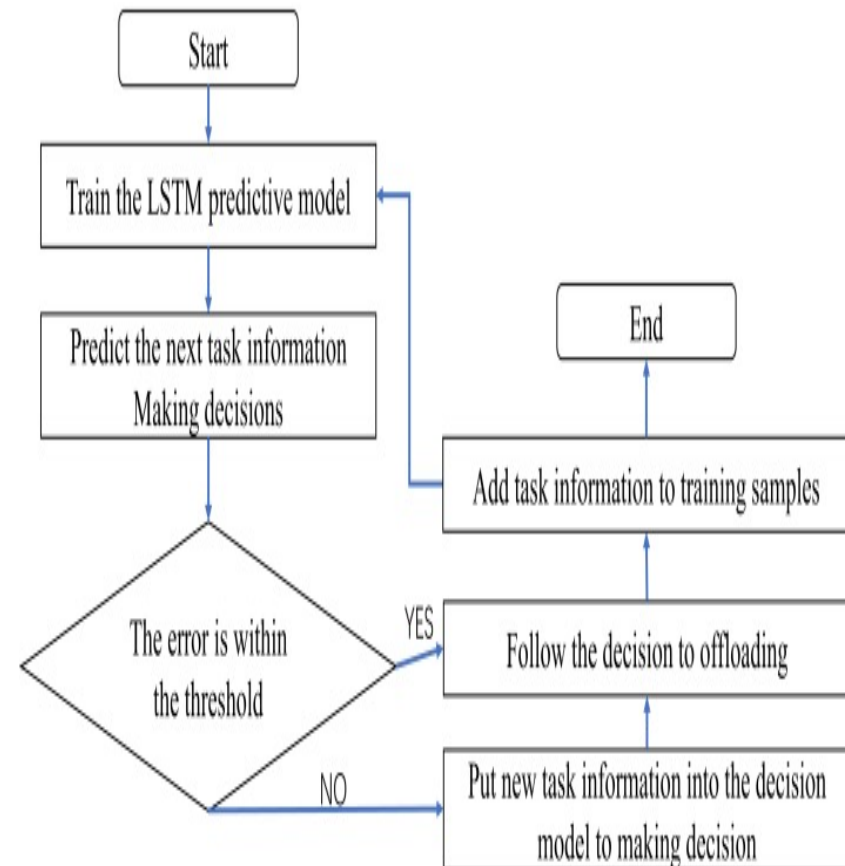 Start
Train the LSTM predictive model
Predict the next task information
Making decisions
The error is within
the threshold
YES
NO
End
Add task information to training samples
Follow the decision to offloading
Put new task information into the decision
model to making decision